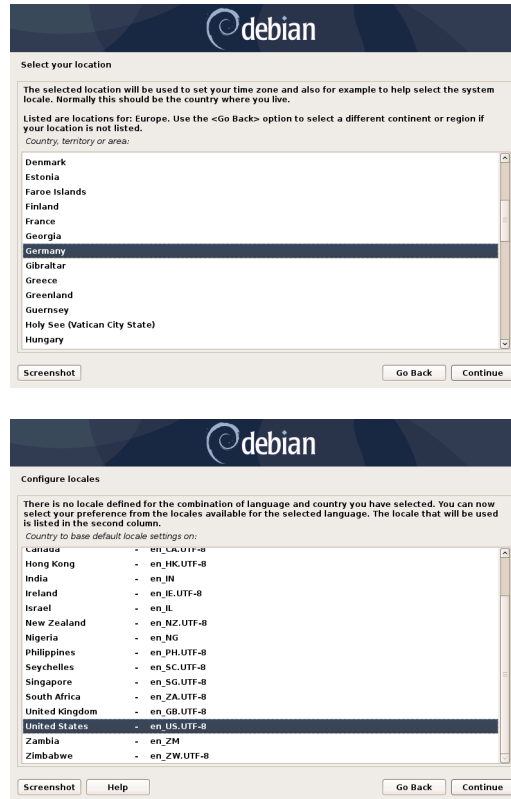 debian
Select your location
The selected location will be used to set your time zone and also for example to help select the system
locale. Normally this should be the country where you live.
Listed are locations for: Europe. Use the <Go Back> option to select a different continent or region if
your location is not listed.
Country, territory or area:
Denmark
Estonia
Faroe Islands
Finland
France
Georgia
Germany
Gibraltar
Greece
Greenland
Guernsey
Holy See (Vatican City State)
Hungary
Screenshot Go Back Continue
debian
Configure locales
There is no locale defined for the combination of language and country you have selected. You can now
select your preference from the locales available for the selected language. The locale that will be used
is listed in the second column.
Country to base default locale settings on:
Canada - en_CA.UTF-8
Hong Kong - en_HK.UTF-8
India - en_IN
Ireland - en_IE.UTF-8
Israel - en_IL
New Zealand - en_NZ.UTF-8
Nigeria - en_NG
Philippines - en_PH.UTF-8
Seychelles - en_SC.UTF-8
Singapore - en_SG.UTF-8
South Africa - en_ZA.UTF-8
United Kingdom - en_GB.UTF-8
United States - en_US.UTF-8
Zambia - en_ZM
Zimbabwe - en_ZW.UTF-8
Screenshot Help Go Back Continue